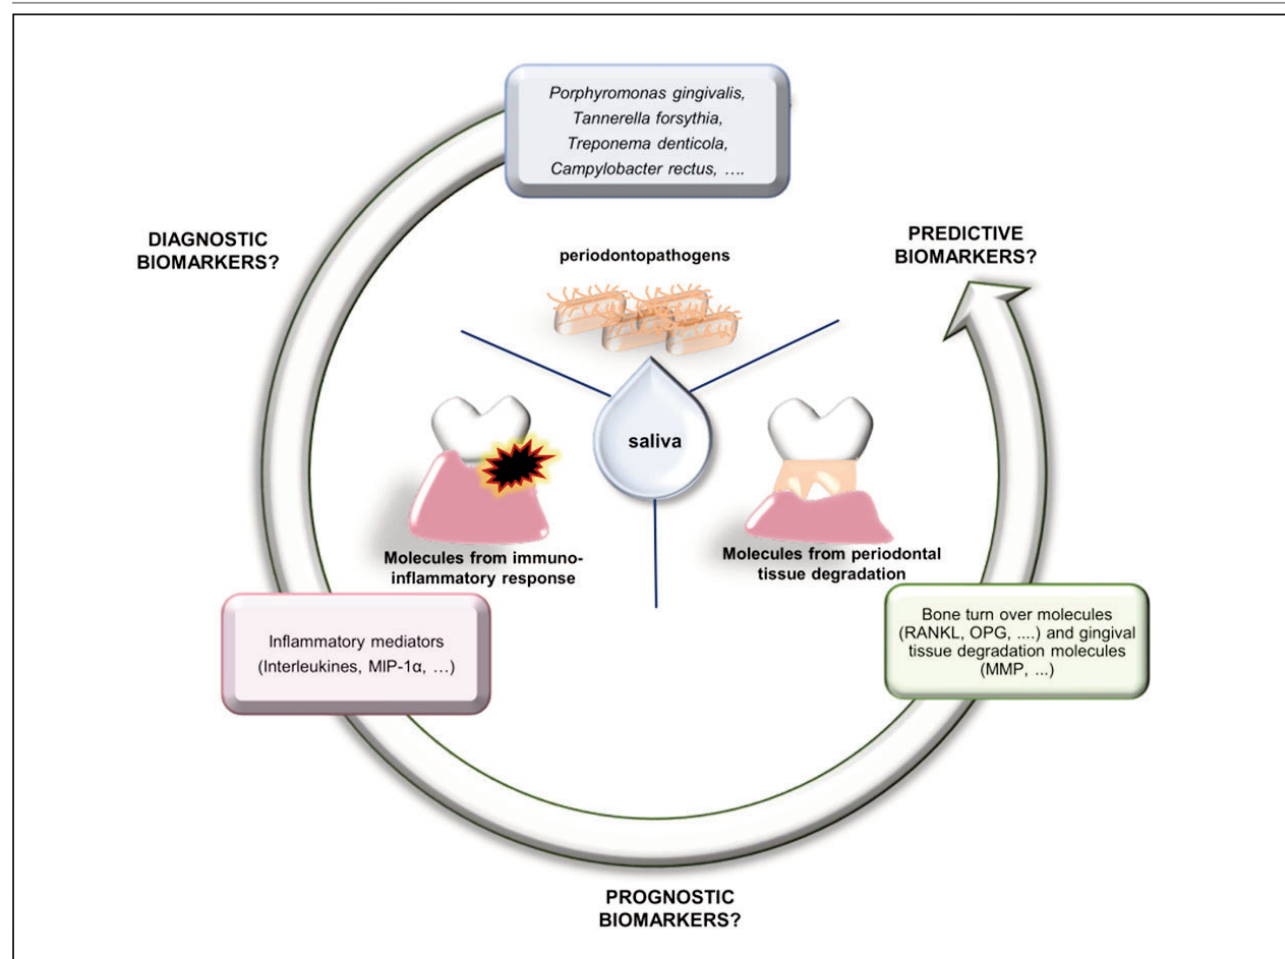 Porphyromonas gingivalis,
Tannerella forsythia,
Treponema denticola,
Campylobacter rectus, ….
DIAGNOSTIC
BIOMARKERS?
PREDICTIVE
BIOMARKERS?
periodontopathogens
saliva
Molecules from immuno-
inflammatory response
Molecules from periodontal
tissue degradation
Inflammatory mediators
(Interleukines, MIP-1α, …)
Bone turn over molecules
(RANKL, OPG, ....) and gingival
tissue degradation molecules
(MMP, ...)
PROGNOSTIC
BIOMARKERS?